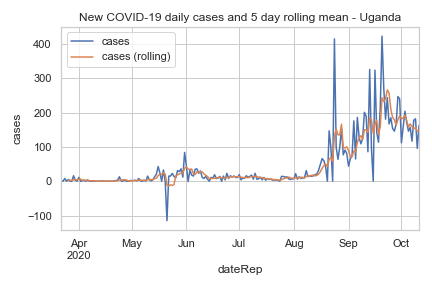 New COVID-19 daily cases and 5 day rolling mean - Uganda
cases
cases (rolling)
400
300
200
100
0
−100
cases
Apr
2020
May
Jun
Jul
Aug
Sep
Oct
dateRep